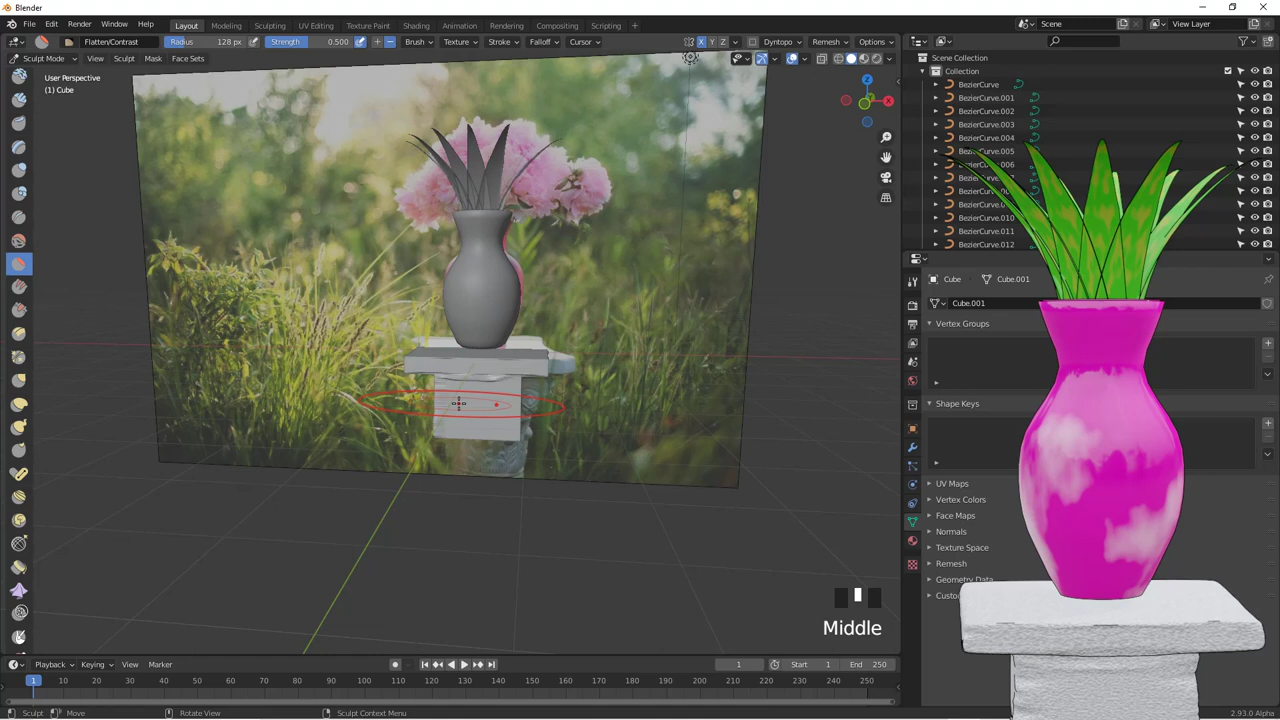 Blender
File Edit Render Window Help Layout Modeling Sculpting UV Editing Texture Paint Shading Animation Rendering Compositing Scripting + Scene View Layer
Flatten/Contrast Radius 128 px Strength 0.500 Brush Texture Stroke Falloff Cursor X Y Z Dyntopo Remesh Options
Sculpt Mode View Sculpt Mask Face Sets
User Perspective
(1) Cube
Z
X
Scene Collection
Collection
BezierCurve
BezierCurve.001
BezierCurve.002
BezierCurve.003
BezierCurve.004
BezierCurve.005
BezierCurve.006
BezierCurve.010
BezierCurve.011
BezierCurve.012
Cube Cube.001
Cube.001
Vertex Groups
Shape Keys
UV Maps
Vertex Colors
Face Maps
Normals
Texture Space
Remesh
Geometry Data
Middle
Playback Keying View Marker 1 Start 1 End 250
1 10 20 30 40 50 60 70 80 90 100 110 120 130 140 150 160 170 180 190 200 210 220 230 240 250
Sculpt Move Rotate View Sculpt Context Menu 2.93.0 Alpha